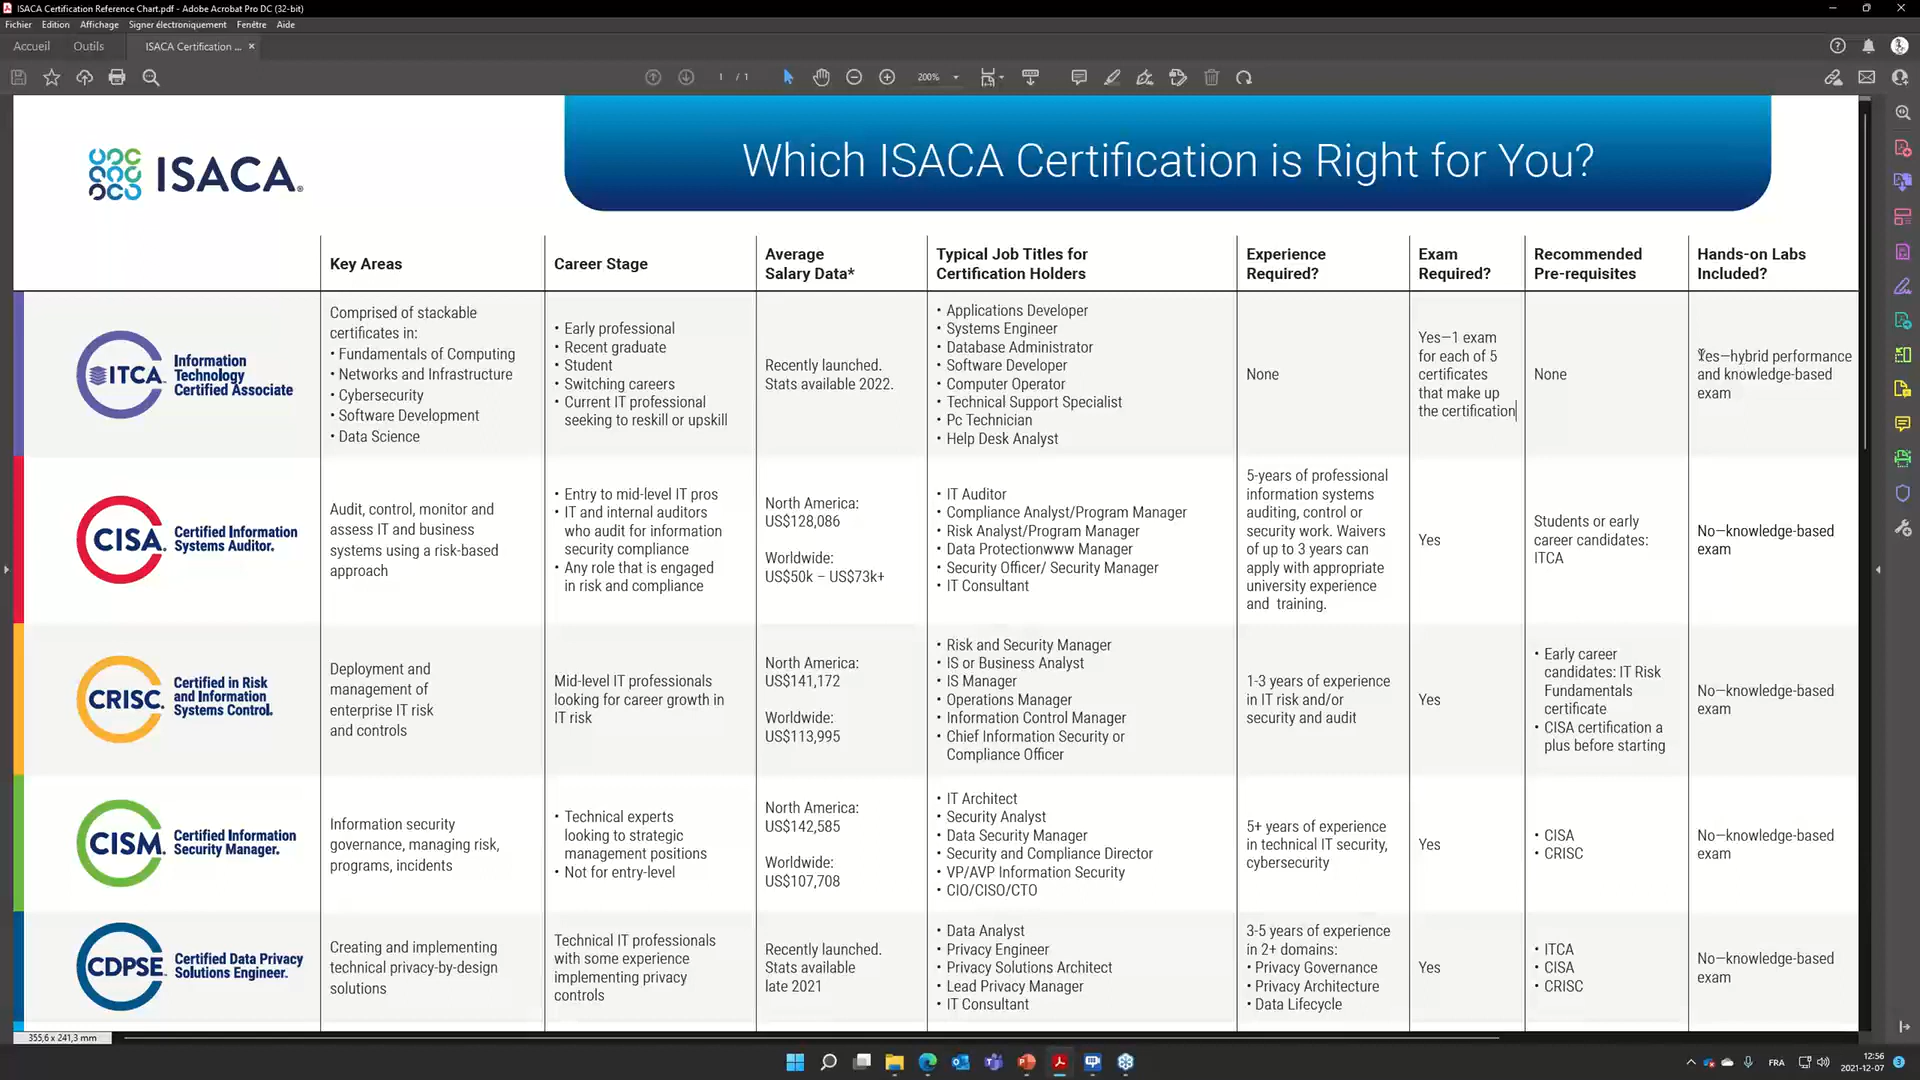 ISACA Certification Reference Chart.pdf - Adobe Acrobat Pro DC (32-bit)
Fichier Edition Affichage Signer électroniquement Fenêtre Aide
Accueil Outils ISACA Certification ... ×
1 / 1 200%
ISACA®
Which ISACA Certification is Right for You?
Key Areas
Career Stage
Average
Salary Data*
Typical Job Titles for
Certification Holders
Experience
Required?
Exam
Required?
Recommended
Pre-requisites
Hands-on Labs
Included?
ITCA.
Information
Technology
Certified Associate
Comprised of stackable
certificates in:
• Fundamentals of Computing
• Networks and Infrastructure
• Cybersecurity
• Software Development
• Data Science
• Early professional
• Recent graduate
• Student
• Switching careers
• Current IT professional
seeking to reskill or upskill
Recently launched.
Stats available 2022.
• Applications Developer
• Systems Engineer
• Database Administrator
• Software Developer
• Computer Operator
• Technical Support Specialist
• Pc Technician
• Help Desk Analyst
None
Yes—1 exam
for each of 5
certificates
that make up
the certification
None
Yes—hybrid performance
and knowledge-based
exam
CISA.
Certified Information
Systems Auditor.
Audit, control, monitor and
assess IT and business
systems using a risk-based
approach
• Entry to mid-level IT pros
• IT and internal auditors
who audit for information
security compliance
• Any role that is engaged
in risk and compliance
North America:
US$128,086
Worldwide:
US$50k – US$73k+
• IT Auditor
• Compliance Analyst/Program Manager
• Risk Analyst/Program Manager
• Data Protectionwww Manager
• Security Officer/ Security Manager
• IT Consultant
5-years of professional
information systems
auditing, control or
security work. Waivers
of up to 3 years can
apply with appropriate
university experience
and training.
Yes
Students or early
career candidates:
ITCA
No—knowledge-based
exam
CRISC.
Certified in Risk
and Information
Systems Control.
Deployment and
management of
enterprise IT risk
and controls
Mid-level IT professionals
looking for career growth in
IT risk
North America:
US$141,172
Worldwide:
US$113,995
• Risk and Security Manager
• IS or Business Analyst
• IS Manager
• Operations Manager
• Information Control Manager
• Chief Information Security or
Compliance Officer
1-3 years of experience
in IT risk and/or
security and audit
Yes
• Early career
candidates: IT Risk
Fundamentals
certificate
• CISA certification a
plus before starting
No—knowledge-based
exam
CISM.
Certified Information
Security Manager.
Information security
governance, managing risk,
programs, incidents
• Technical experts
looking to strategic
management positions
• Not for entry-level
North America:
US$142,585
Worldwide:
US$107,708
• IT Architect
• Security Analyst
• Data Security Manager
• Security and Compliance Director
• VP/AVP Information Security
• CIO/CISO/CTO
5+ years of experience
in technical IT security,
cybersecurity
Yes
• CISA
• CRISC
No—knowledge-based
exam
CDPSE.
Certified Data Privacy
Solutions Engineer.
Creating and implementing
technical privacy-by-design
solutions
Technical IT professionals
with some experience
implementing privacy
controls
Recently launched.
Stats available
late 2021
• Data Analyst
• Privacy Engineer
• Privacy Solutions Architect
• Lead Privacy Manager
• IT Consultant
3-5 years of experience
in 2+ domains:
• Privacy Governance
• Privacy Architecture
• Data Lifecycle
Yes
• ITCA
• CISA
• CRISC
No—knowledge-based
exam
355,6 x 241,3 mm
FRA
12:56
2021-12-07
3